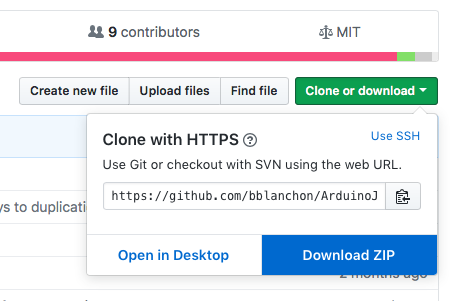 9 contributors
MIT
Create new file
Upload files
Find file
Clone or download
Clone with HTTPS
Use SSH
Use Git or checkout with SVN using the web URL.
https://github.com/bblanchon/ArduinoJ
ys to duplicati
Open in Desktop
Download ZIP
2 months ago